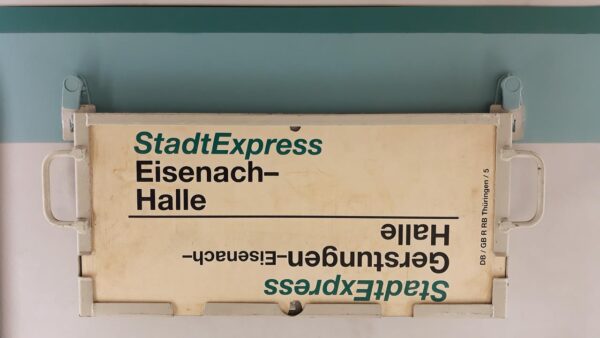 StadtExpress
Eisenach–
Halle
StadtExpress
Gerstungen–Eisenach–
Halle
DB / GB R RB Thüringen / 5